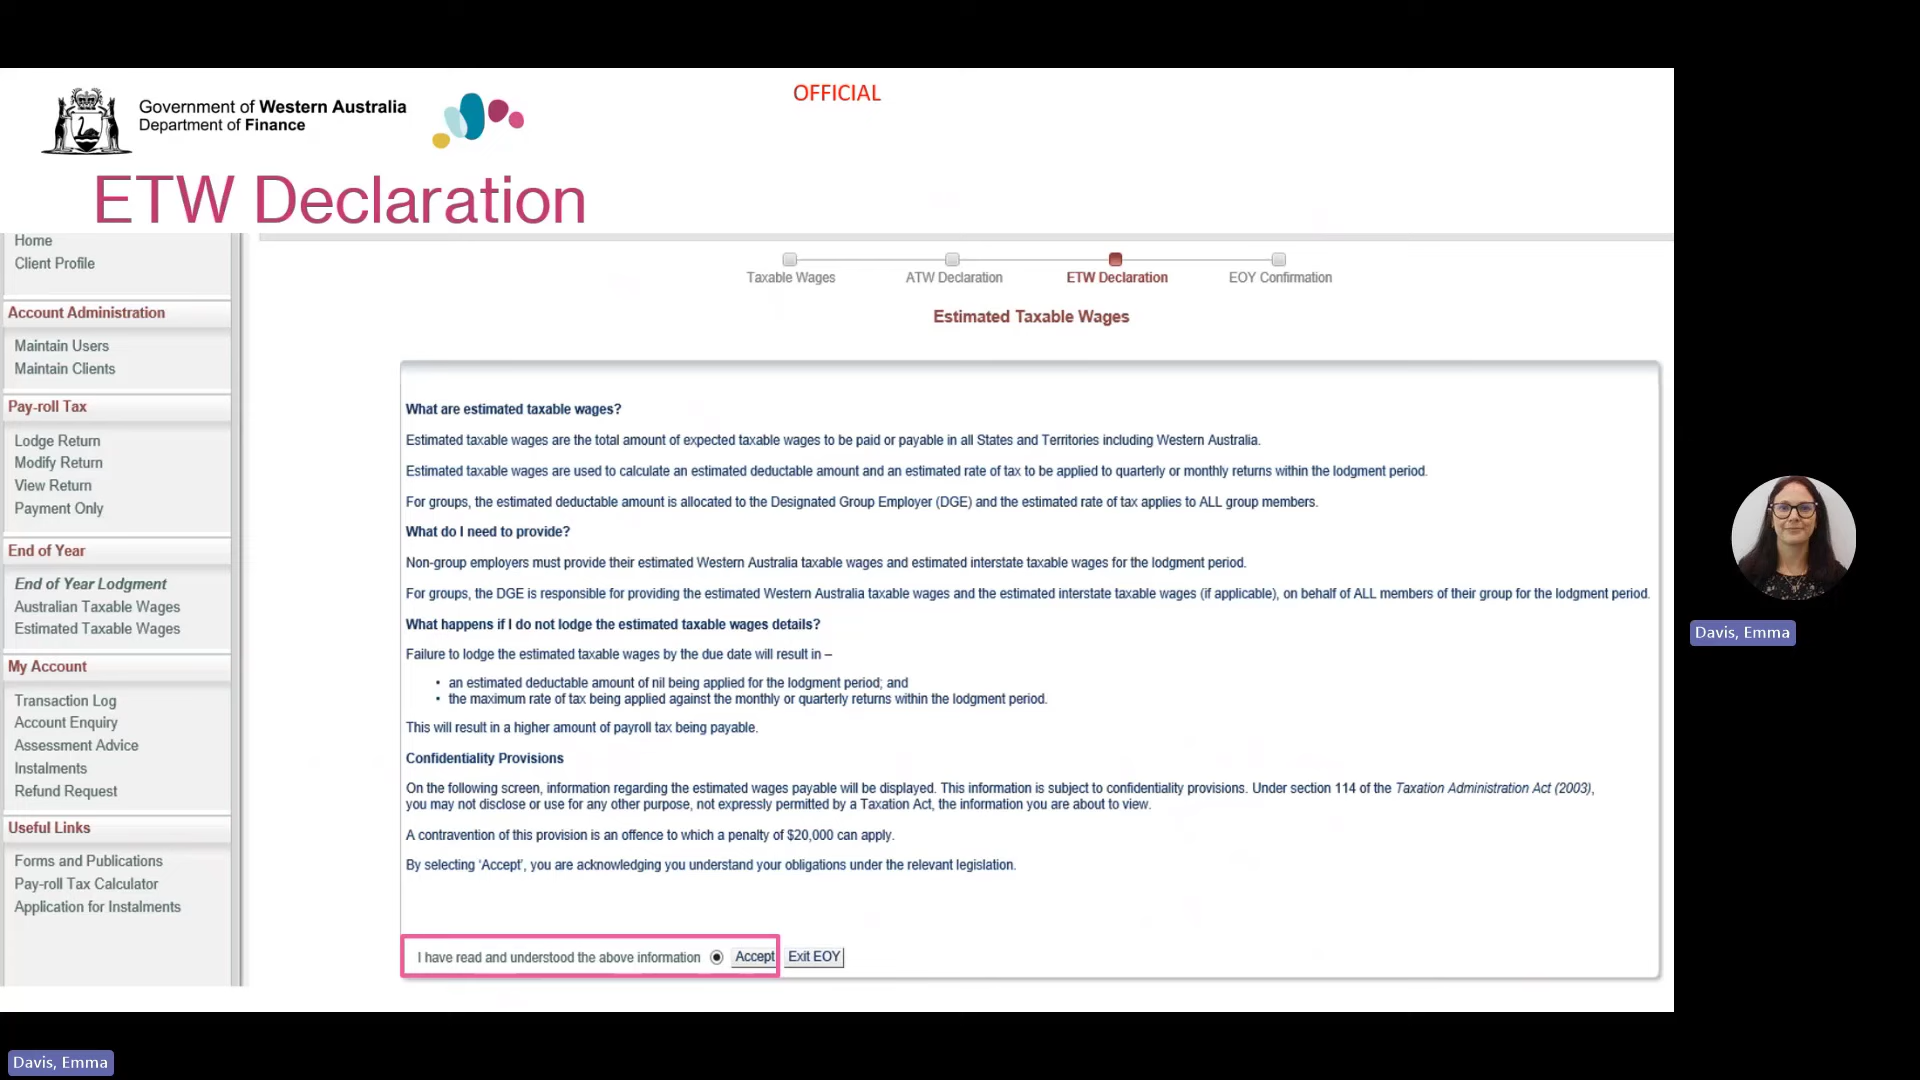 OFFICIAL
Government of Western Australia
Department of Finance
ETW Declaration
Home
Client Profile
Account Administration
Maintain Users
Maintain Clients
Pay-roll Tax
Lodge Return
Modify Return
View Return
Payment Only
End of Year
End of Year Lodgment
Australian Taxable Wages
Estimated Taxable Wages
My Account
Transaction Log
Account Enquiry
Assessment Advice
Instalments
Refund Request
Useful Links
Forms and Publications
Pay-roll Tax Calculator
Application for Instalments
Taxable Wages
ATW Declaration
ETW Declaration
EOY Confirmation
Estimated Taxable Wages
What are estimated taxable wages?
Estimated taxable wages are the total amount of expected taxable wages to be paid or payable in all States and Territories including Western Australia.
Estimated taxable wages are used to calculate an estimated deductable amount and an estimated rate of tax to be applied to quarterly or monthly returns within the lodgment period.
For groups, the estimated deductable amount is allocated to the Designated Group Employer (DGE) and the estimated rate of tax applies to ALL group members.
What do I need to provide?
Non-group employers must provide their estimated Western Australia taxable wages and estimated interstate taxable wages for the lodgment period.
For groups, the DGE is responsible for providing the estimated Western Australia taxable wages and the estimated interstate taxable wages (if applicable), on behalf of ALL members of their group for the lodgment period.
What happens if I do not lodge the estimated taxable wages details?
Failure to lodge the estimated taxable wages by the due date will result in –
• an estimated deductable amount of nil being applied for the lodgment period; and
• the maximum rate of tax being applied against the monthly or quarterly returns within the lodgment period.
This will result in a higher amount of payroll tax being payable.
Confidentiality Provisions
On the following screen, information regarding the estimated wages payable will be displayed. This information is subject to confidentiality provisions. Under section 114 of the Taxation Administration Act (2003),
you may not disclose or use for any other purpose, not expressly permitted by a Taxation Act, the information you are about to view.
A contravention of this provision is an offence to which a penalty of $20,000 can apply.
By selecting ‘Accept’, you are acknowledging you understand your obligations under the relevant legislation.
I have read and understood the above information Accept Exit EOY
Davis, Emma
Davis, Emma